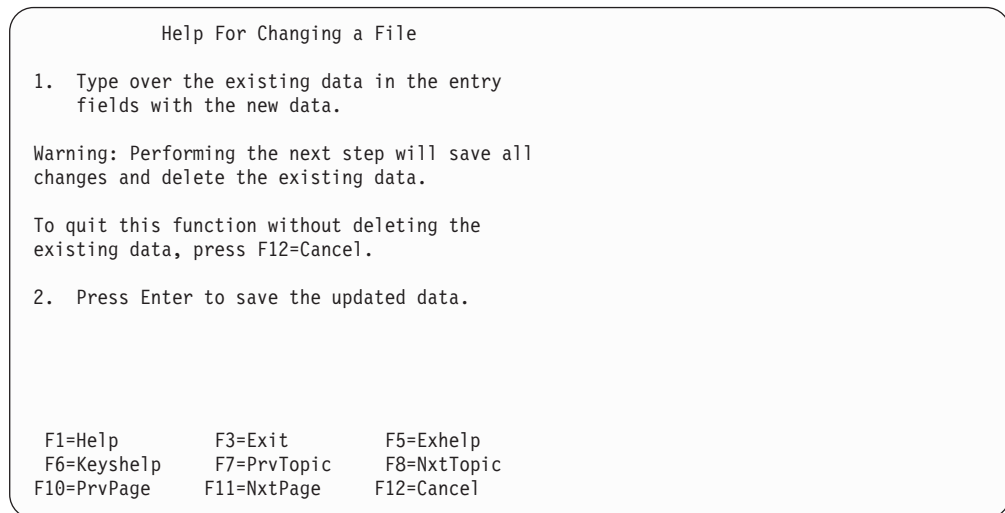 Help For Changing a File
1. Type over the existing data in the entry
fields with the new data.
Warning: Performing the next step will save all
changes and delete the existing data.
To quit this function without deleting the
existing data, press F12=Cancel.
2. Press Enter to save the updated data.
F1=Help F3=Exit F5=Exhelp
F6=Keyshelp F7=PrvTopic F8=NxtTopic
F10=PrvPage F11=NxtPage F12=Cancel